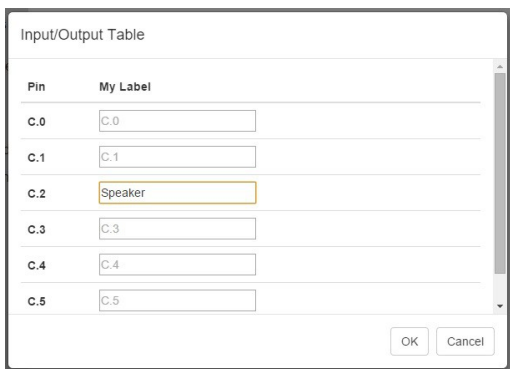 Input/Output Table
Pin My Label
C.0 C.0
C.1 C.1
C.2 Speaker
C.3 C.3
C.4 C.4
C.5 C.5
OK Cancel